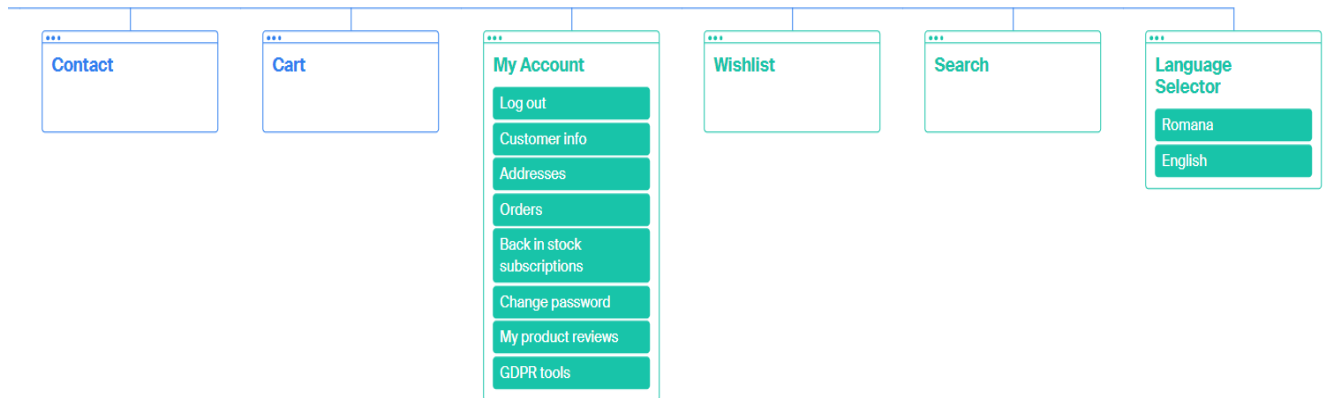 Contact
Cart
My Account
Log out
Customer info
Addresses
Orders
Back in stock
subscriptions
Change password
My product reviews
GDPR tools
Wishlist
Search
Language
Selector
Romana
English